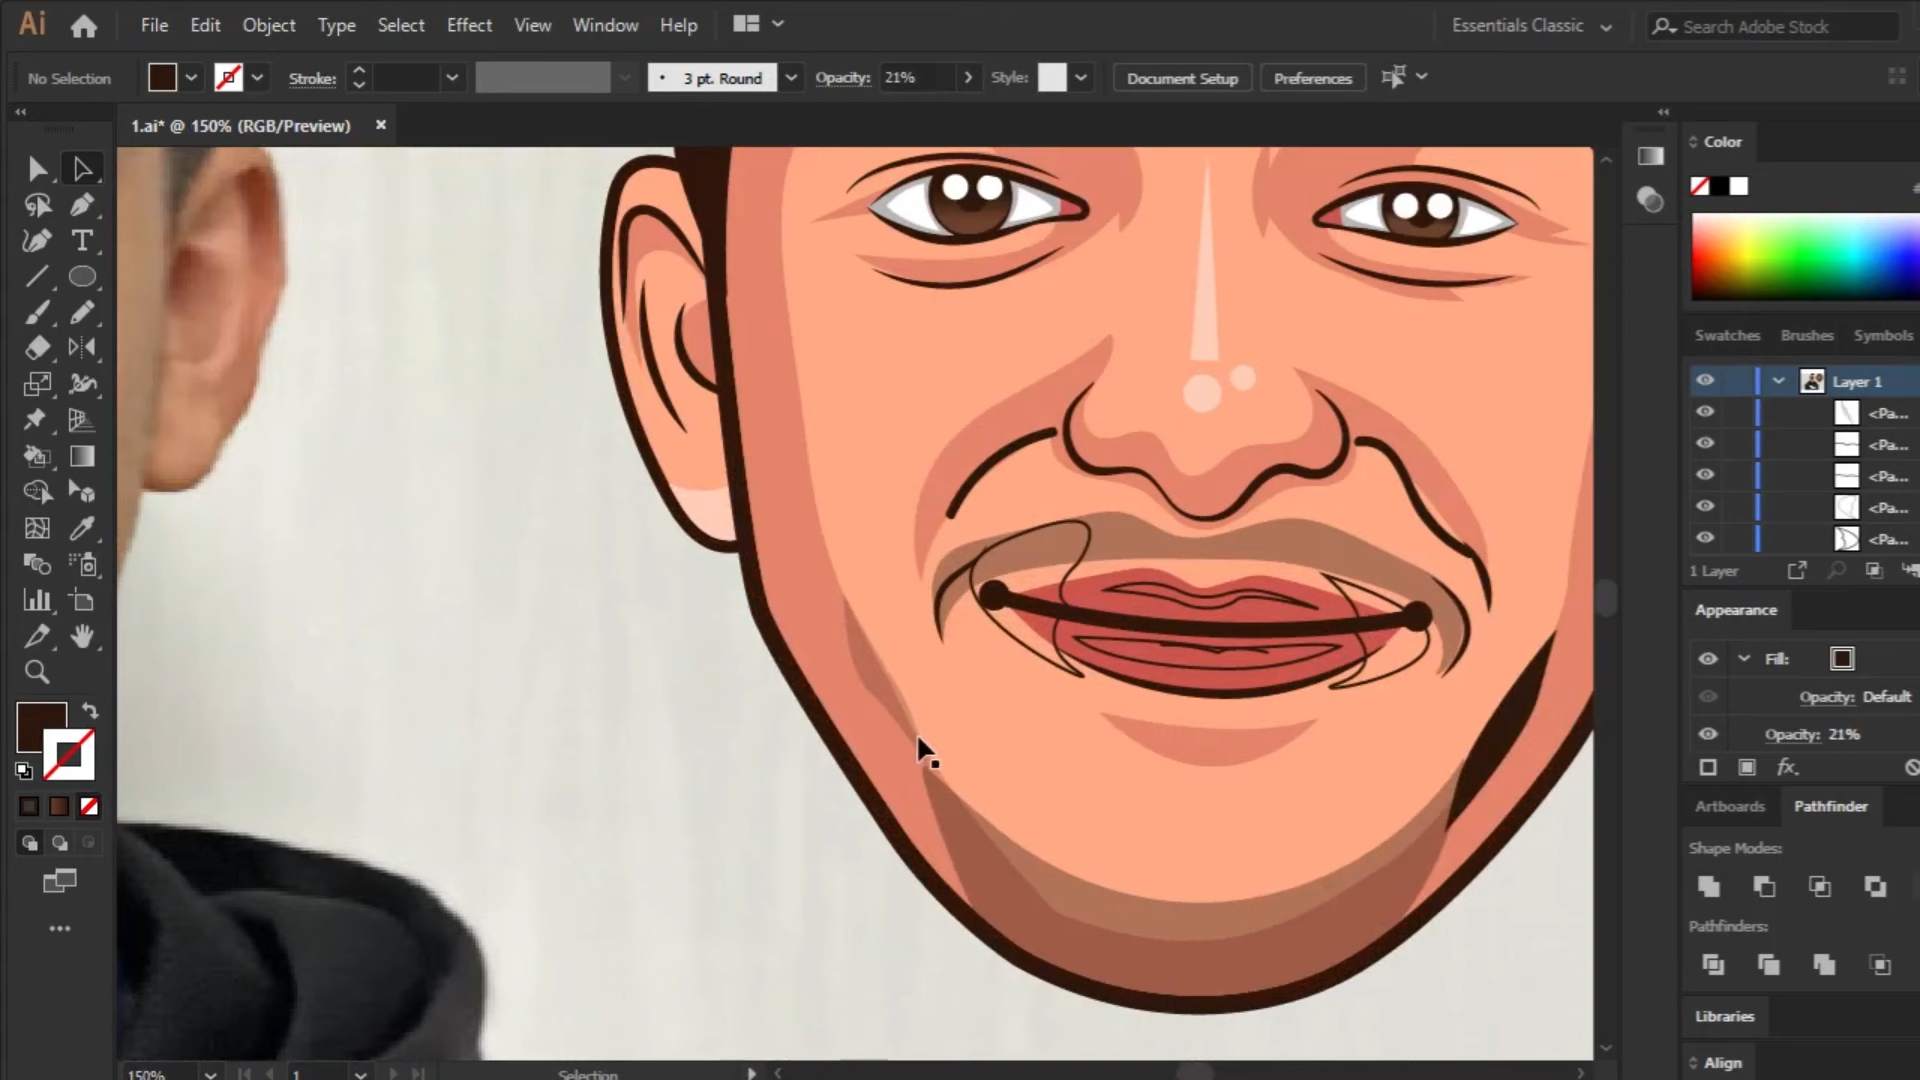 Ai File Edit Object Type Select Effect View Window Help Essentials Classic Search Adobe Stock
No Selection Stroke: 3 pt. Round Opacity: 21% Style: Document Setup Preferences
1.ai* @ 150% (RGB/Preview) ×
Color
Swatches Brushes Symbols
Layer 1
<Pa...
<Pa...
<Pa...
<Pa...
<Pa...
1 Layer
Appearance
Fill:
Opacity: Default
Opacity: 21%
fx.
Artboards Pathfinder
Shape Modes:
Pathfinders:
Libraries
Align
150% 1 Selection